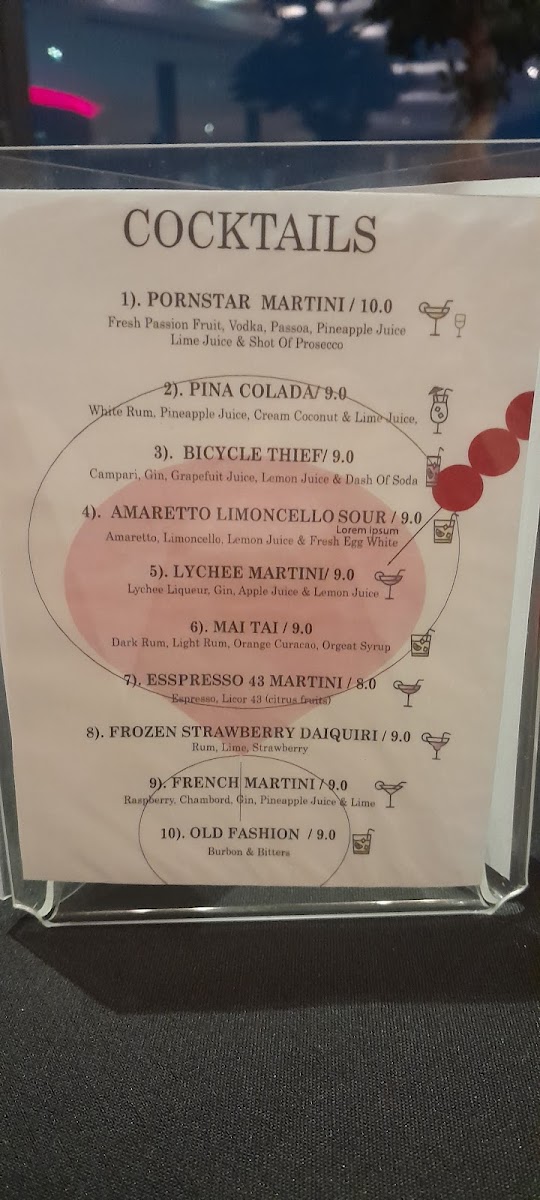 COCKTAILS
1). PORNSTAR MARTINI / 10.0
Fresh Passion Fruit, Vodka, Passoa, Pineapple Juice
Lime Juice & Shot Of Prosecco
2). PINA COLADA/ 9.0
White Rum, Pineapple Juice, Cream Coconut & Lime Juice,
3). BICYCLE THIEF/ 9.0
Campari, Gin, Grapefuit Juice, Lemon Juice & Dash Of Soda
4). AMARETTO LIMONCELLO SOUR / 9.0
Lorem ipsum
Amaretto, Limoncello, Lemon Juice & Fresh Egg White
5). LYCHEE MARTINI/ 9.0
Lychee Liqueur, Gin, Apple Juice & Lemon Juice
6). MAI TAI / 9.0
Dark Rum, Light Rum, Orange Curacao, Orgeat Syrup
7). ESSPRESSO 43 MARTINI / 8.0
Espresso, Licor 43 (citrus fruits)
8). FROZEN STRAWBERRY DAIQUIRI / 9.0
Rum, Lime, Strawberry
9). FRENCH MARTINI / 9.0
Raspberry, Chambord, Gin, Pineapple Juice & Lime
10). OLD FASHION / 9.0
Burbon & Bitters